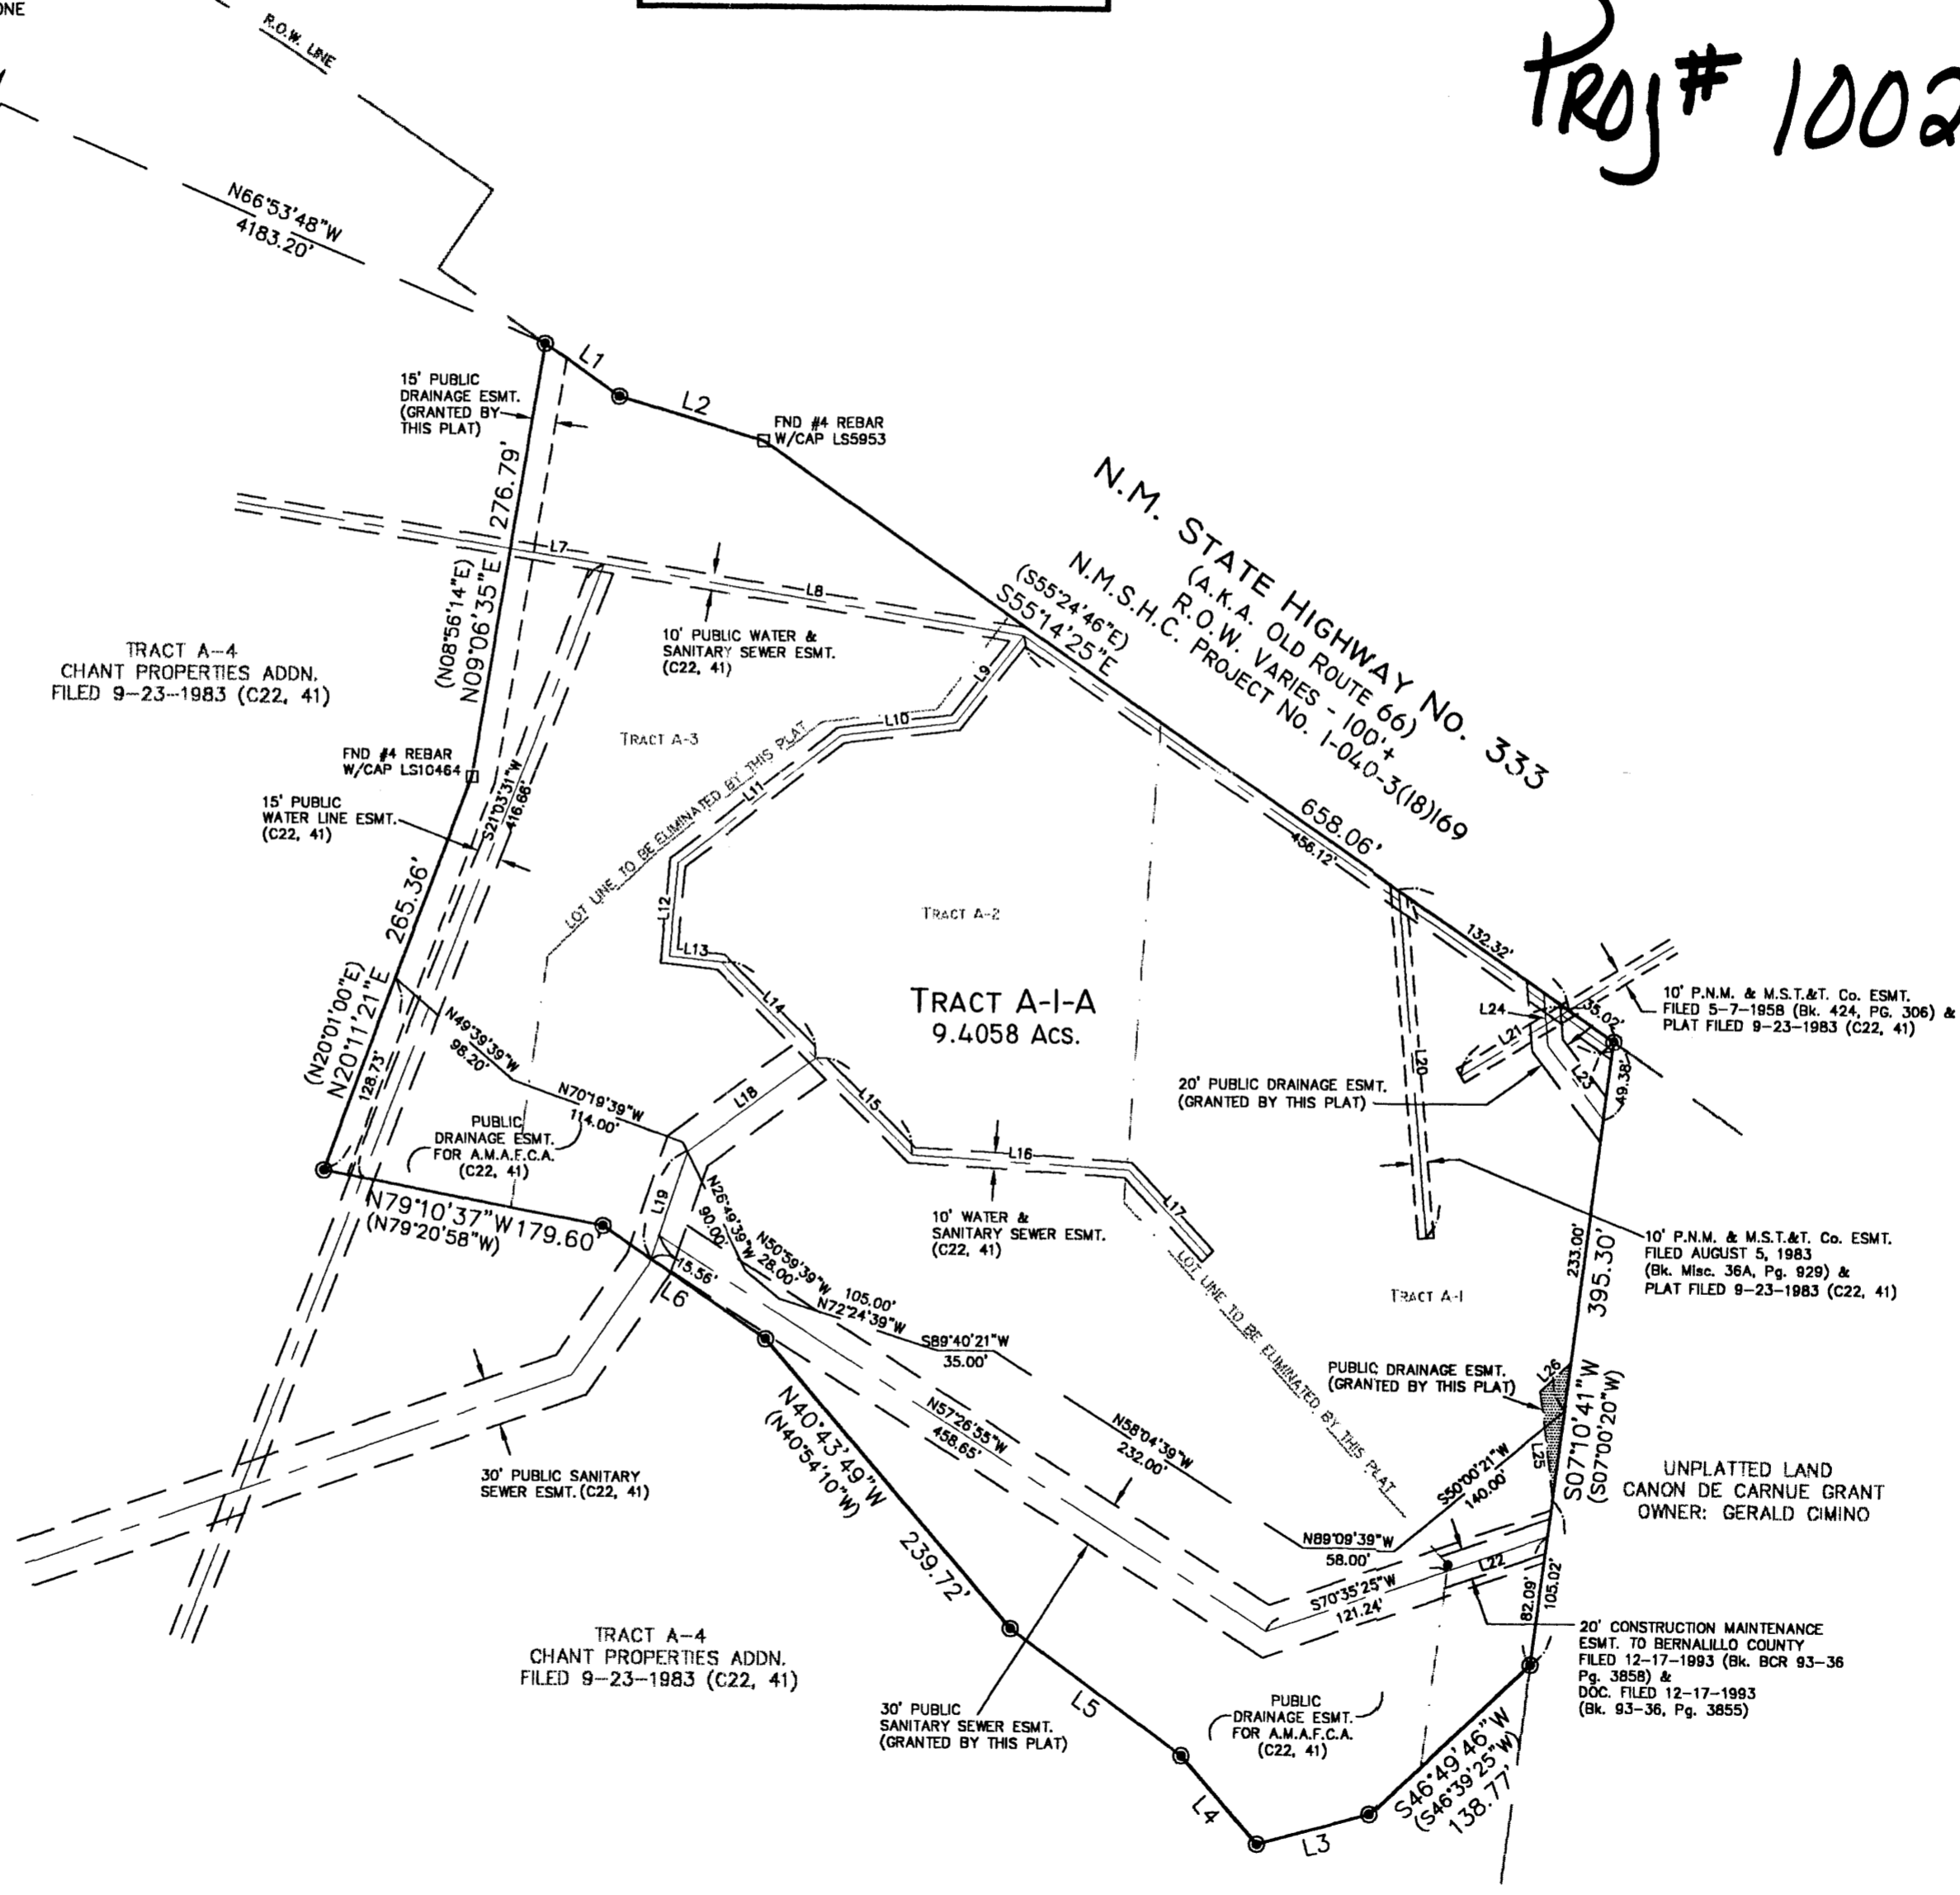 ONE
R.O.W. LINE
PROJ# 1002
N66°53'48"W
4183.20'
L1
L2
15' PUBLIC
DRAINAGE ESMT.
(GRANTED BY
THIS PLAT)
FND #4 REBAR
W/CAP LS5953
276.79'
(N08°56'14"E)
N09°06'35"E
L7
L8
10' PUBLIC WATER &
SANITARY SEWER ESMT.
(C22, 41)
N.M. STATE HIGHWAY NO. 333
(A.K.A. OLD ROUTE 66)
R.O.W. VARIES - 100'+
N.M.S.H.C. PROJECT NO. I-040-3(18)169
(S55°24'46"E)
S55°14'25"E
658.06'
456.12'
TRACT A-4
CHANT PROPERTIES ADDN.
FILED 9-23-1983 (C22, 41)
TRACT A-3
L9
L10
L11
LOT LINE TO BE ELIMINATED BY THIS PLAT
FND #4 REBAR
W/CAP LS10464
15' PUBLIC
WATER LINE ESMT.
(C22, 41)
S21°03'31"W
416.66'
265.36'
(N20°01'00"E)
N20°11'21"E
128.73'
L12
L13
L14
TRACT A-2
TRACT A-1-A
9.4058 ACS.
132.32'
35.02'
L24
L21
L23
L20
49.38'
10' P.N.M. & M.S.T.&T. Co. ESMT.
FILED 5-7-1958 (Bk. 424, PG. 306) &
PLAT FILED 9-23-1983 (C22, 41)
20' PUBLIC DRAINAGE ESMT.
(GRANTED BY THIS PLAT)
N49°39'39"W
98.20'
N70°19'39"W
114.00'
PUBLIC
DRAINAGE ESMT.
FOR A.M.A.F.C.A.
(C22, 41)
L18
L15
L16
L17
L19
N79°10'37"W 179.60'
(N79°20'58"W)
N26°49'39"W
90.00'
N50°59'39"W
28.00'
105.00'
N72°24'39"W
S89°40'21"W
35.00'
15.56'
L6
10' WATER &
SANITARY SEWER ESMT.
(C22, 41)
LOT LINE TO BE ELIMINATED BY THIS PLAT
TRACT A-1
233.00'
395.30'
10' P.N.M. & M.S.T.&T. Co. ESMT.
FILED AUGUST 5, 1983
(Bk. Misc. 36A, Pg. 929) &
PLAT FILED 9-23-1983 (C22, 41)
PUBLIC DRAINAGE ESMT.
(GRANTED BY THIS PLAT)
L26
L25
S07°10'41"W
(S07°00'20"W)
UNPLATTED LAND
CANON DE CARNUE GRANT
OWNER: GERALD CIMINO
30' PUBLIC SANITARY
SEWER ESMT. (C22, 41)
N40°43'49"W
(N40°54'10"W)
239.72'
N57°26'55"W
458.65'
N58°04'39"W
232.00'
S50°00'21"W
140.00'
N89°09'39"W
58.00'
S70°35'25"W
121.24'
L22
82.09'
105.02'
20' CONSTRUCTION MAINTENANCE
ESMT. TO BERNALILLO COUNTY
FILED 12-17-1993 (Bk. BCR 93-36
Pg. 3858) &
DOC. FILED 12-17-1993
(Bk. 93-36, Pg. 3855)
TRACT A-4
CHANT PROPERTIES ADDN.
FILED 9-23-1983 (C22, 41)
30' PUBLIC
SANITARY SEWER ESMT.
(GRANTED BY THIS PLAT)
L5
PUBLIC
DRAINAGE ESMT.
FOR A.M.A.F.C.A.
(C22, 41)
L4
L3
S46°49'46"W
(S46°39'25"W)
138.77'